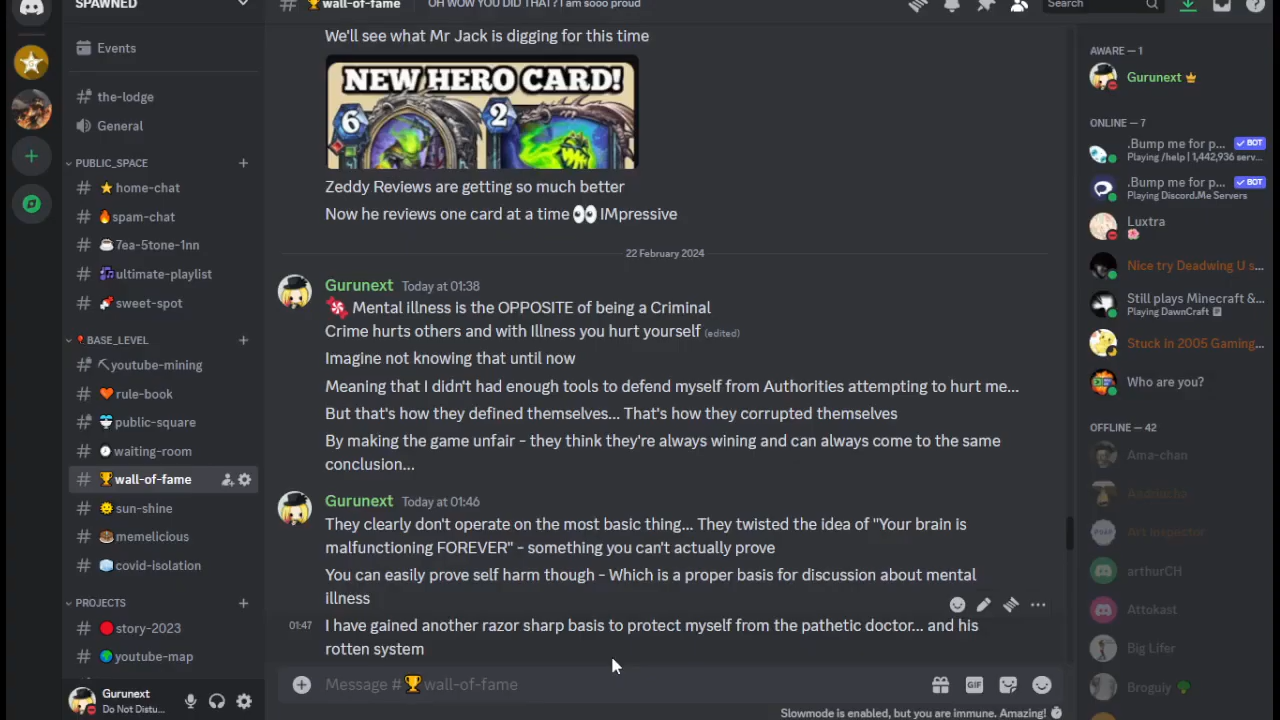 SPAWNED
Events
the-lodge
General
PUBLIC_SPACE
home-chat
spam-chat
7ea-5tone-1nn
ultimate-playlist
sweet-spot
BASE_LEVEL
youtube-mining
rule-book
public-square
waiting-room
wall-of-fame
sun-shine
memelicious
covid-isolation
PROJECTS
story-2023
youtube-map
Gurunext
Do Not Distu...
wall-of-fame
OH WOW YOU DID THAT? I am sooo proud
Search
We'll see what Mr Jack is digging for this time
NEW HERO CARD!
6
2
Zeddy Reviews are getting so much better
Now he reviews one card at a time 👀 IMpressive
22 February 2024
Gurunext Today at 01:38
🍬 Mental illness is the OPPOSITE of being a Criminal
Crime hurts others and with Illness you hurt yourself (edited)
Imagine not knowing that until now
Meaning that I didn't had enough tools to defend myself from Authorities attempting to hurt me...
But that's how they defined themselves... That's how they corrupted themselves
By making the game unfair - they think they're always wining and can always come to the same
conclusion...
Gurunext Today at 01:46
They clearly don't operate on the most basic thing... They twisted the idea of "Your brain is
malfunctioning FOREVER" - something you can't actually prove
You can easily prove self harm though - Which is a proper basis for discussion about mental
illness
01:47 I have gained another razor sharp basis to protect myself from the pathetic doctor... and his
rotten system
Message #🏆wall-of-fame
GIF
Slowmode is enabled, but you are immune. Amazing!
AWARE — 1
Gurunext
ONLINE — 7
.Bump me for p... BOT
Playing /help | 1,442,936 serv...
.Bump me for p... BOT
Playing Discord.Me Servers
Luxtra
Nice try Deadwing U s...
Still plays Minecraft &...
Playing DawnCraft
Stuck in 2005 Gaming...
Who are you?
OFFLINE — 42
Ama-chan
Art Inspector
arthurCH
Attokast
Big Lifer
Broguiy